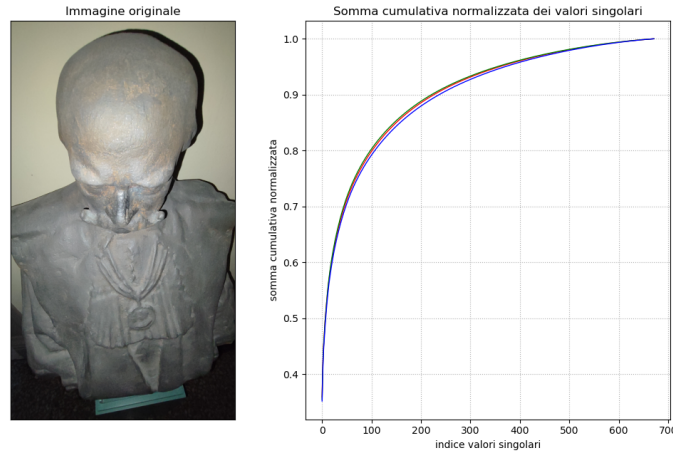 Immagine originale
Somma cumulativa normalizzata dei valori singolari
somma cumulativa normalizzata
1.0
0.9
0.8
0.7
0.6
0.5
0.4
0 100 200 300 400 500 600 700
indice valori singolari